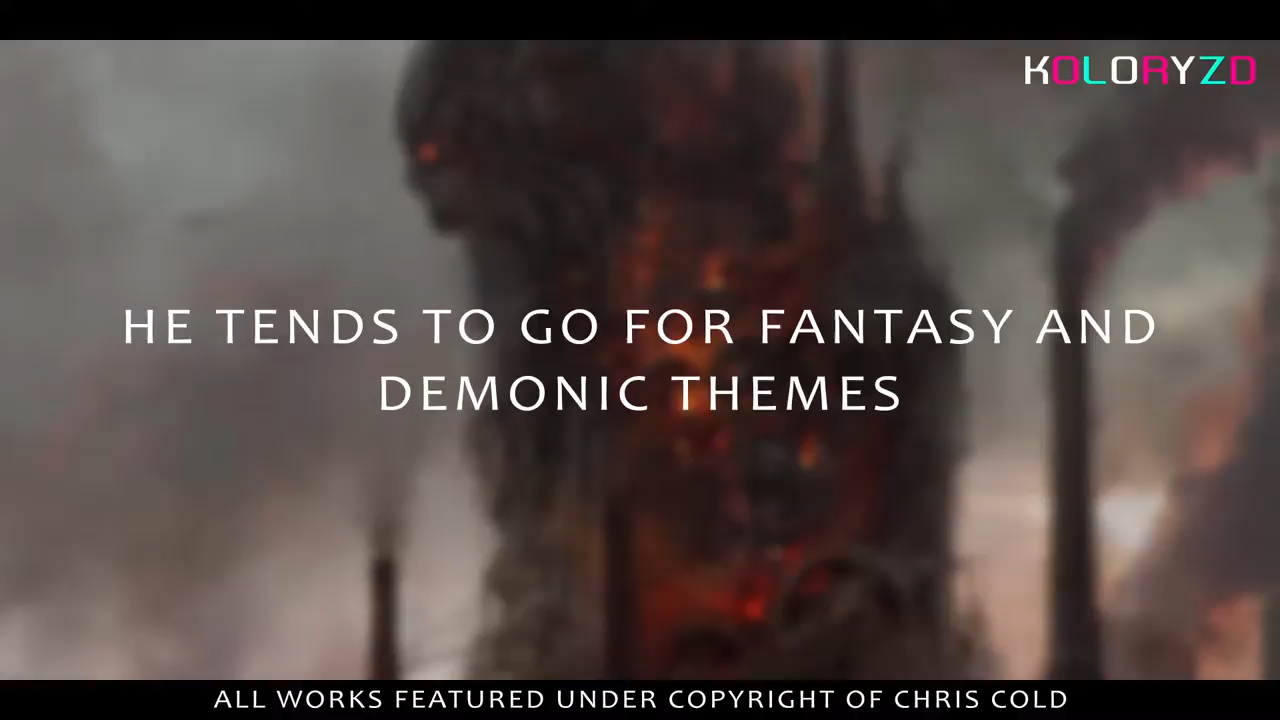 KOLORYZD
HE TENDS TO GO FOR FANTASY AND
DEMONIC THEMES
ALL WORKS FEATURED UNDER COPYRIGHT OF CHRIS COLD